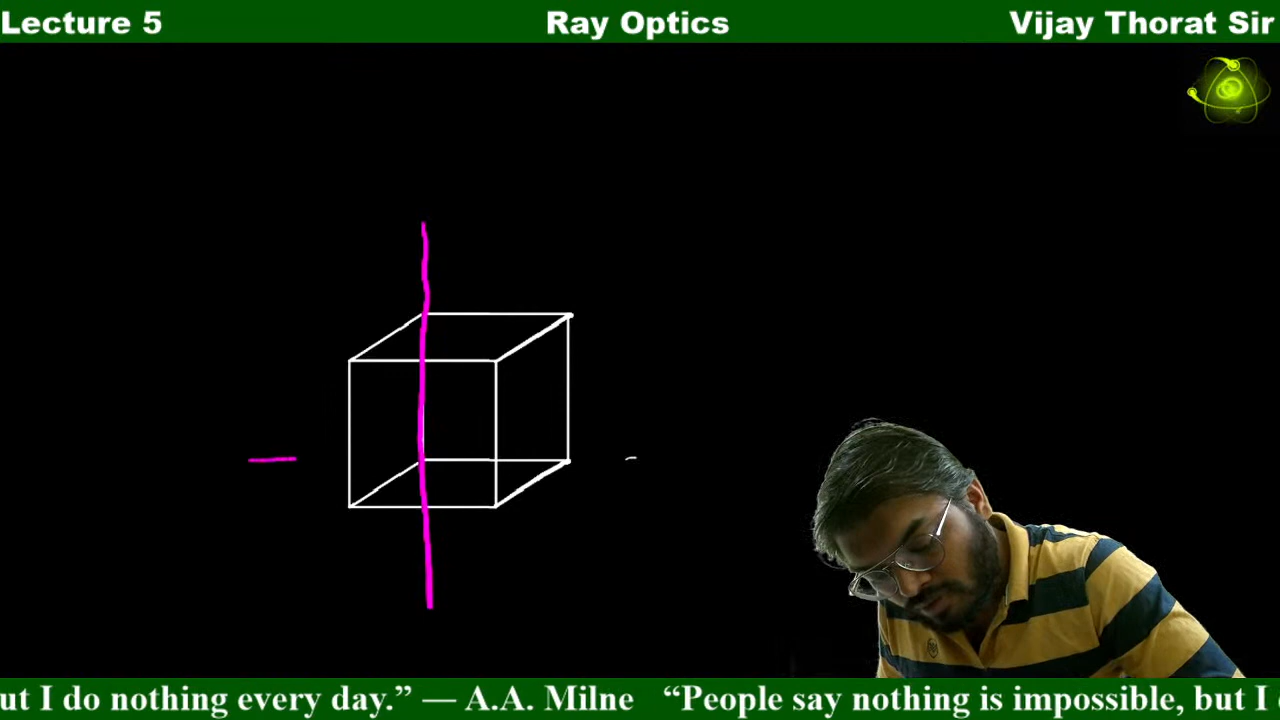 Lecture 5 Ray Optics Vijay Thorat Sir
ut I do nothing every day.” — A.A. Milne “People say nothing is impossible, but I